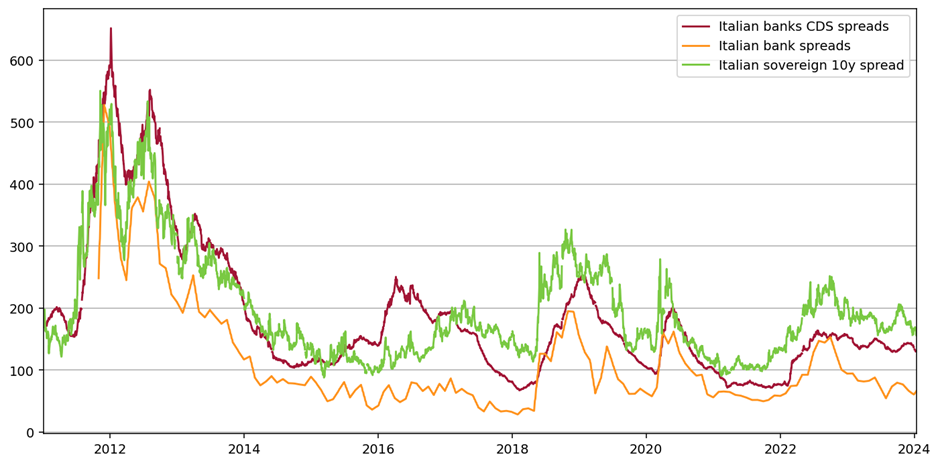 Italian banks CDS spreads
Italian bank spreads
Italian sovereign 10y spread
600
500
400
300
200
100
0
2012 2014 2016 2018 2020 2022 2024